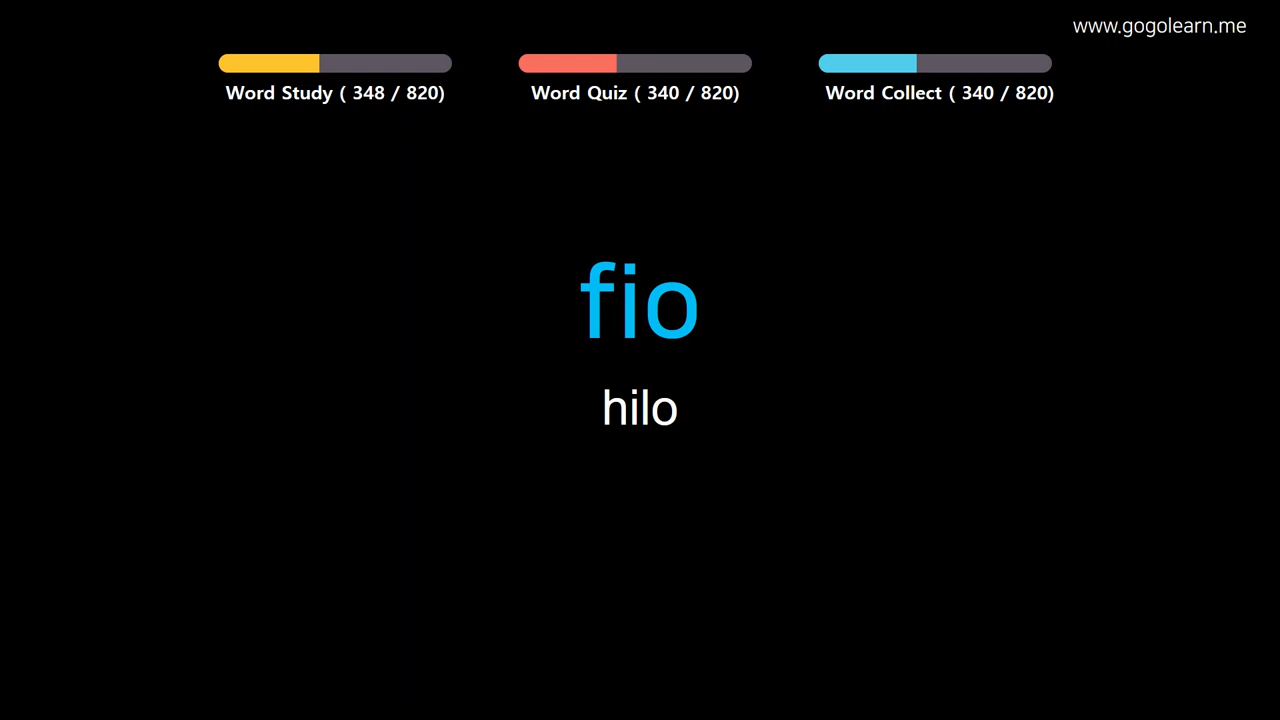 www.gogolearn.me
Word Study ( 348 / 820)
Word Quiz ( 340 / 820)
Word Collect ( 340 / 820)
fio
hilo